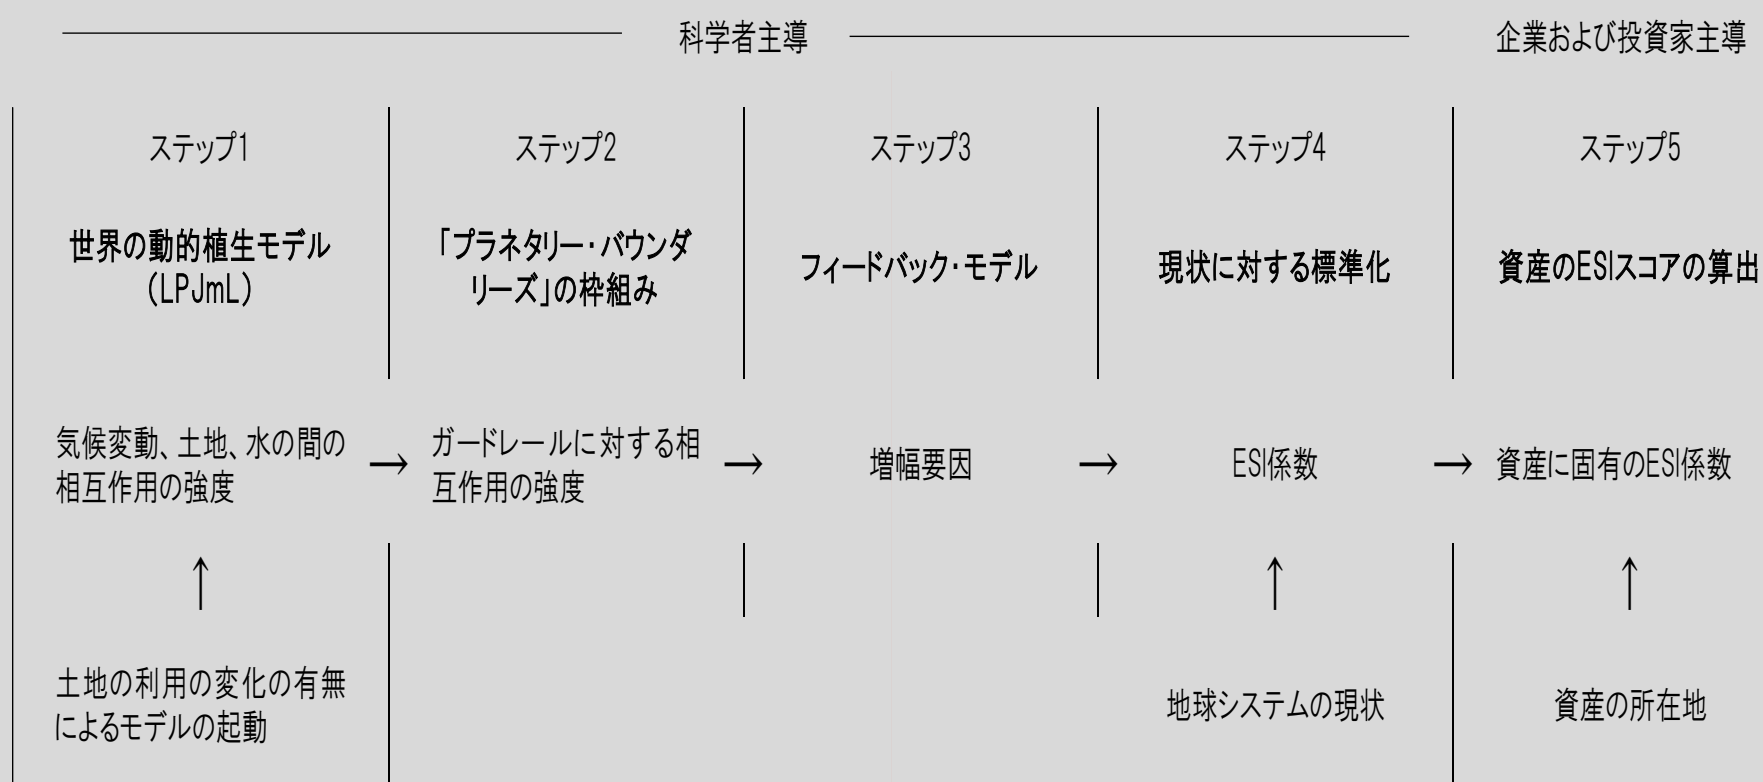 科学者主導
企業および投資家主導
ステップ1
ステップ2
ステップ3
ステップ4
ステップ5
世界の動的植生モデル
(LPJmL)
「プラネタリー・バウンダ
リーズ」の枠組み
フィードバック・モデル
現状に対する標準化
資産のESIスコアの算出
気候変動、土地、水の間の
相互作用の強度
→
ガードレールに対する相
互作用の強度
→
増幅要因
→
ESI係数
→
資産に固有のESI係数
↑
↑
↑
土地の利用の変化の有無
によるモデルの起動
地球システムの現状
資産の所在地